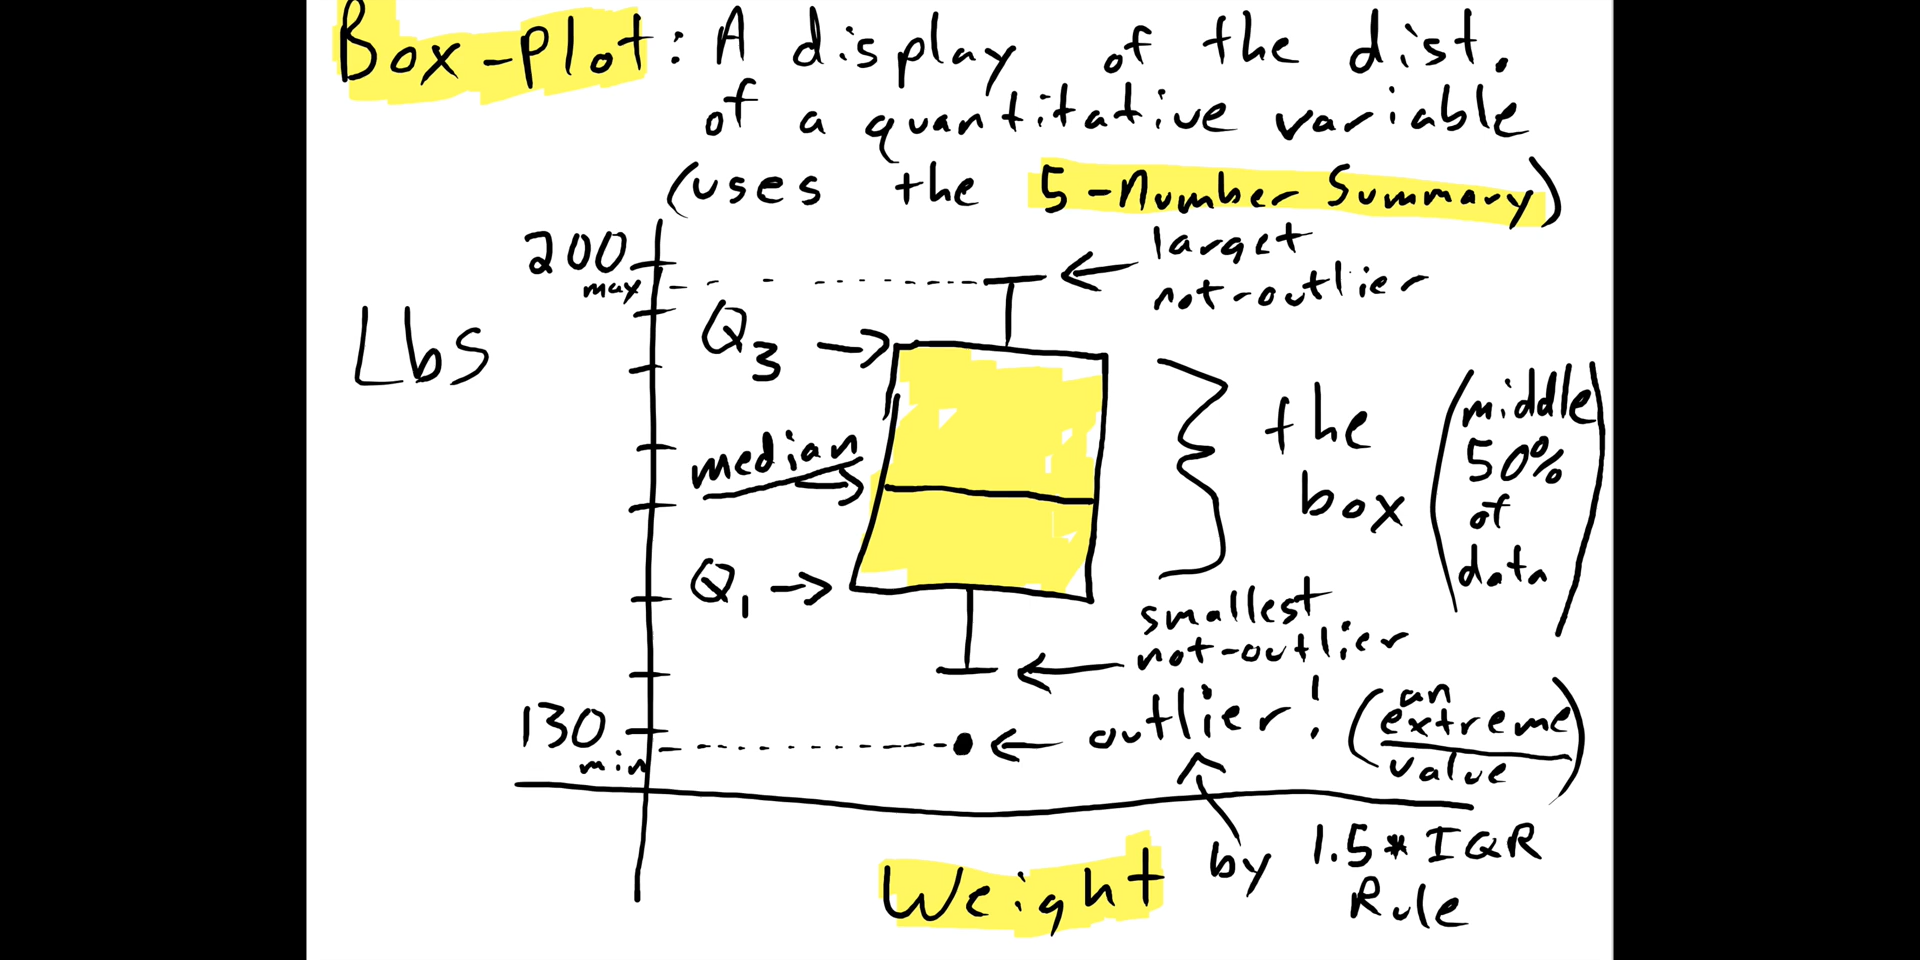 Box-Plot: A display of the dist.
of a quantitative variable
(uses the 5-Number Summary)
200
max
Lbs
larget
not-outlier
Q3
median
Q1
the
box
(middle
50%
of
data)
smallest
not-outlier
130
min
outlier! (an
extreme
value)
by 1.5*IQR
Rule
Weight